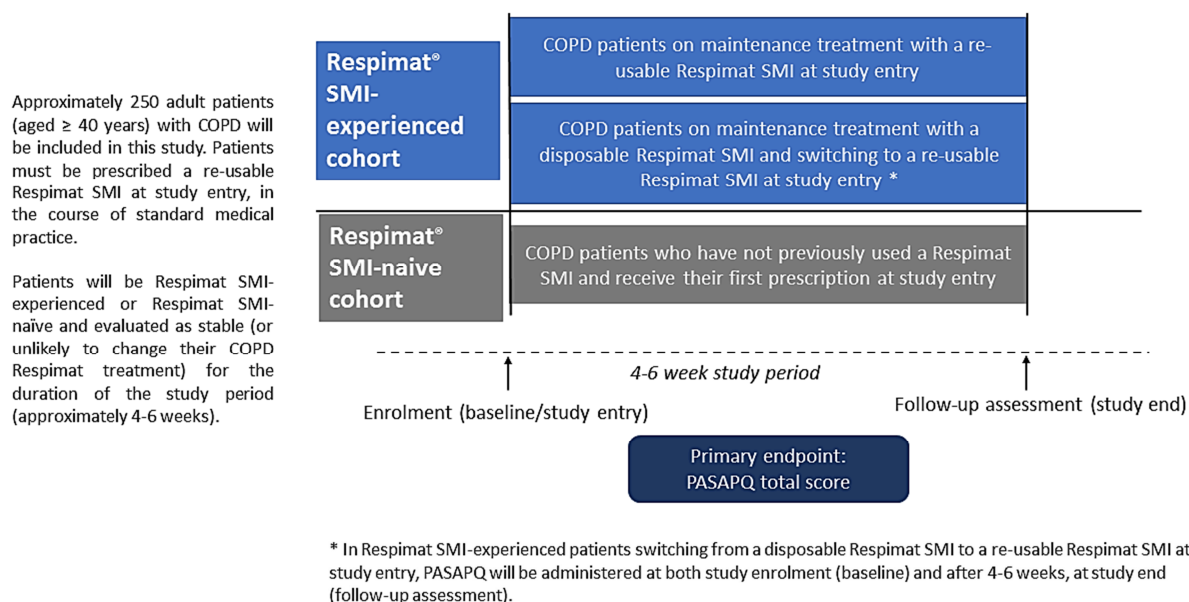 Approximately 250 adult patients
(aged ≥ 40 years) with COPD will
be included in this study. Patients
must be prescribed a re-usable
Respimat SMI at study entry, in
the course of standard medical
practice.
Patients will be Respimat SMI-
experienced or Respimat SMI-
naïve and evaluated as stable (or
unlikely to change their COPD
Respimat treatment) for the
duration of the study period
(approximately 4-6 weeks).
Respimat®
SMI-
experienced
cohort
COPD patients on maintenance treatment with a re-
usable Respimat SMI at study entry
COPD patients on maintenance treatment with a
disposable Respimat SMI and switching to a re-usable
Respimat SMI at study entry *
Respimat®
SMI-naive
cohort
COPD patients who have not previously used a Respimat
SMI and receive their first prescription at study entry
4-6 week study period
Enrolment (baseline/study entry)
Follow-up assessment (study end)
Primary endpoint:
PASAPQ total score
* In Respimat SMI-experienced patients switching from a disposable Respimat SMI to a re-usable Respimat SMI at
study entry, PASAPQ will be administered at both study enrolment (baseline) and after 4-6 weeks, at study end
(follow-up assessment).